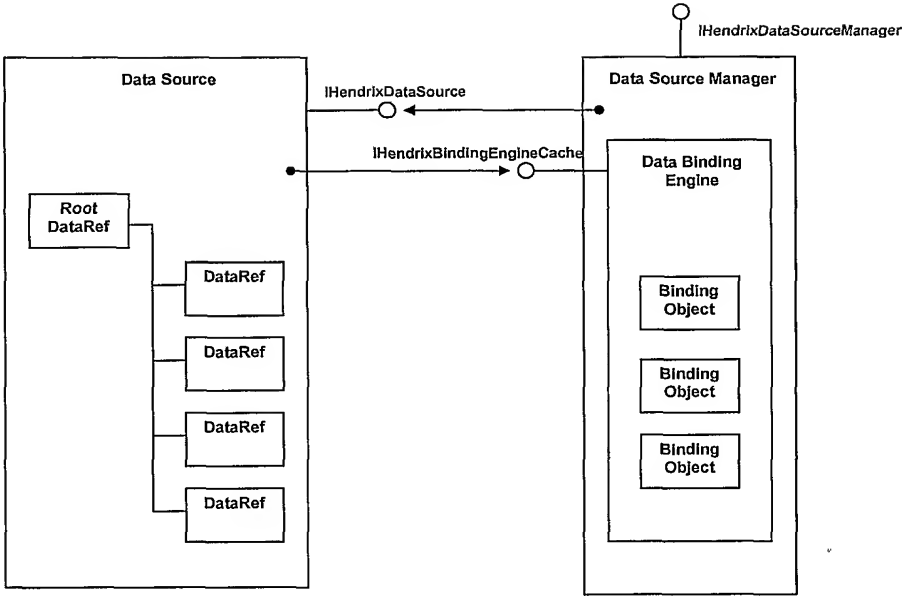 IHendrixDataSourceManager
Data Source
Data Source Manager
IHendrixDataSource
IHendrixBindingEngineCache
Data Binding
Engine
Root
DataRef
DataRef
DataRef
DataRef
DataRef
Binding
Object
Binding
Object
Binding
Object